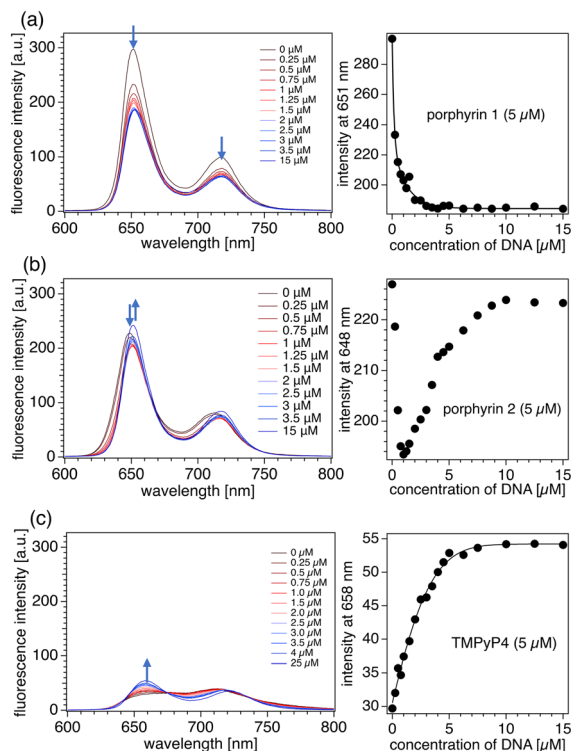 (a)
fluorescence intensity [a.u.]
300
200
100
0
0 µM
0.25 µM
0.5 µM
0.75 µM
1 µM
1.25 µM
1.5 µM
2 µM
2.5 µM
3 µM
3.5 µM
15 µM
600 650 700 750 800
wavelength [nm]
intensity at 651 nm
280
260
240
220
200
porphyrin 1 (5 µM)
0 5 10 15
concentration of DNA [µM]
(b)
fluorescence intensity [a.u.]
300
200
100
0
0 µM
0.25 µM
0.5 µM
0.75 µM
1 µM
1.25 µM
1.5 µM
2 µM
2.5 µM
3 µM
3.5 µM
15 µM
600 650 700 750 800
wavelength [nm]
intensity at 648 nm
220
210
200
porphyrin 2 (5 µM)
0 5 10 15
concentration of DNA [µM]
(c)
fluorescence intensity [a.u.]
300
200
100
0
0 µM
0.25 µM
0.5 µM
0.75 µM
1.0 µM
1.5 µM
2.0 µM
2.5 µM
3.0 µM
3.5 µM
4 µM
25 µM
600 650 700 750 800
wavelength [nm]
intensity at 658 nm
55
50
45
40
35
30
TMPyP4 (5 µM)
0 5 10 15
concentration of DNA [µM]